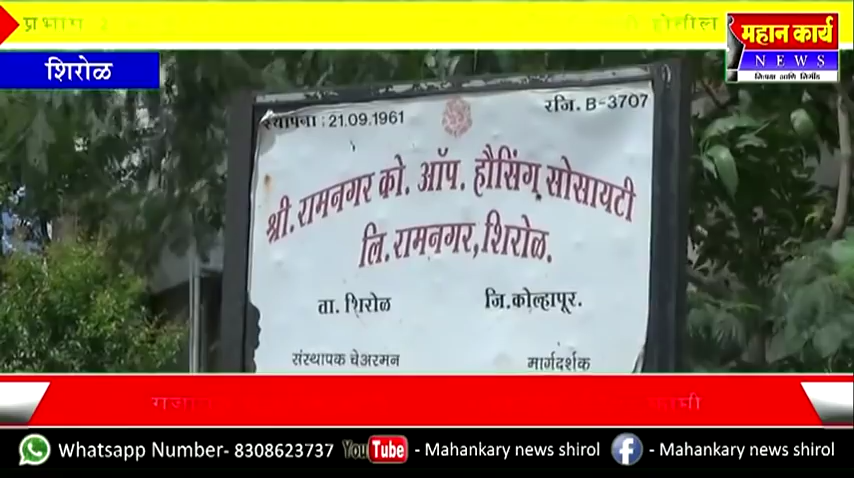 महान कार्य
NEWS
शिरोळ
स्थापना : 21.09.1961
रजि. B-3707
श्री. रामनगर को. ऑप. हौसिंग सोसायटी
लि. रामनगर, शिरोळ.
ता. शिरोळ
जि. कोल्हापूर.
संस्थापक चेअरमन
मार्गदर्शक
Whatsapp Number- 8308623737 YouTube - Mahankary news shirol f - Mahankary news shirol